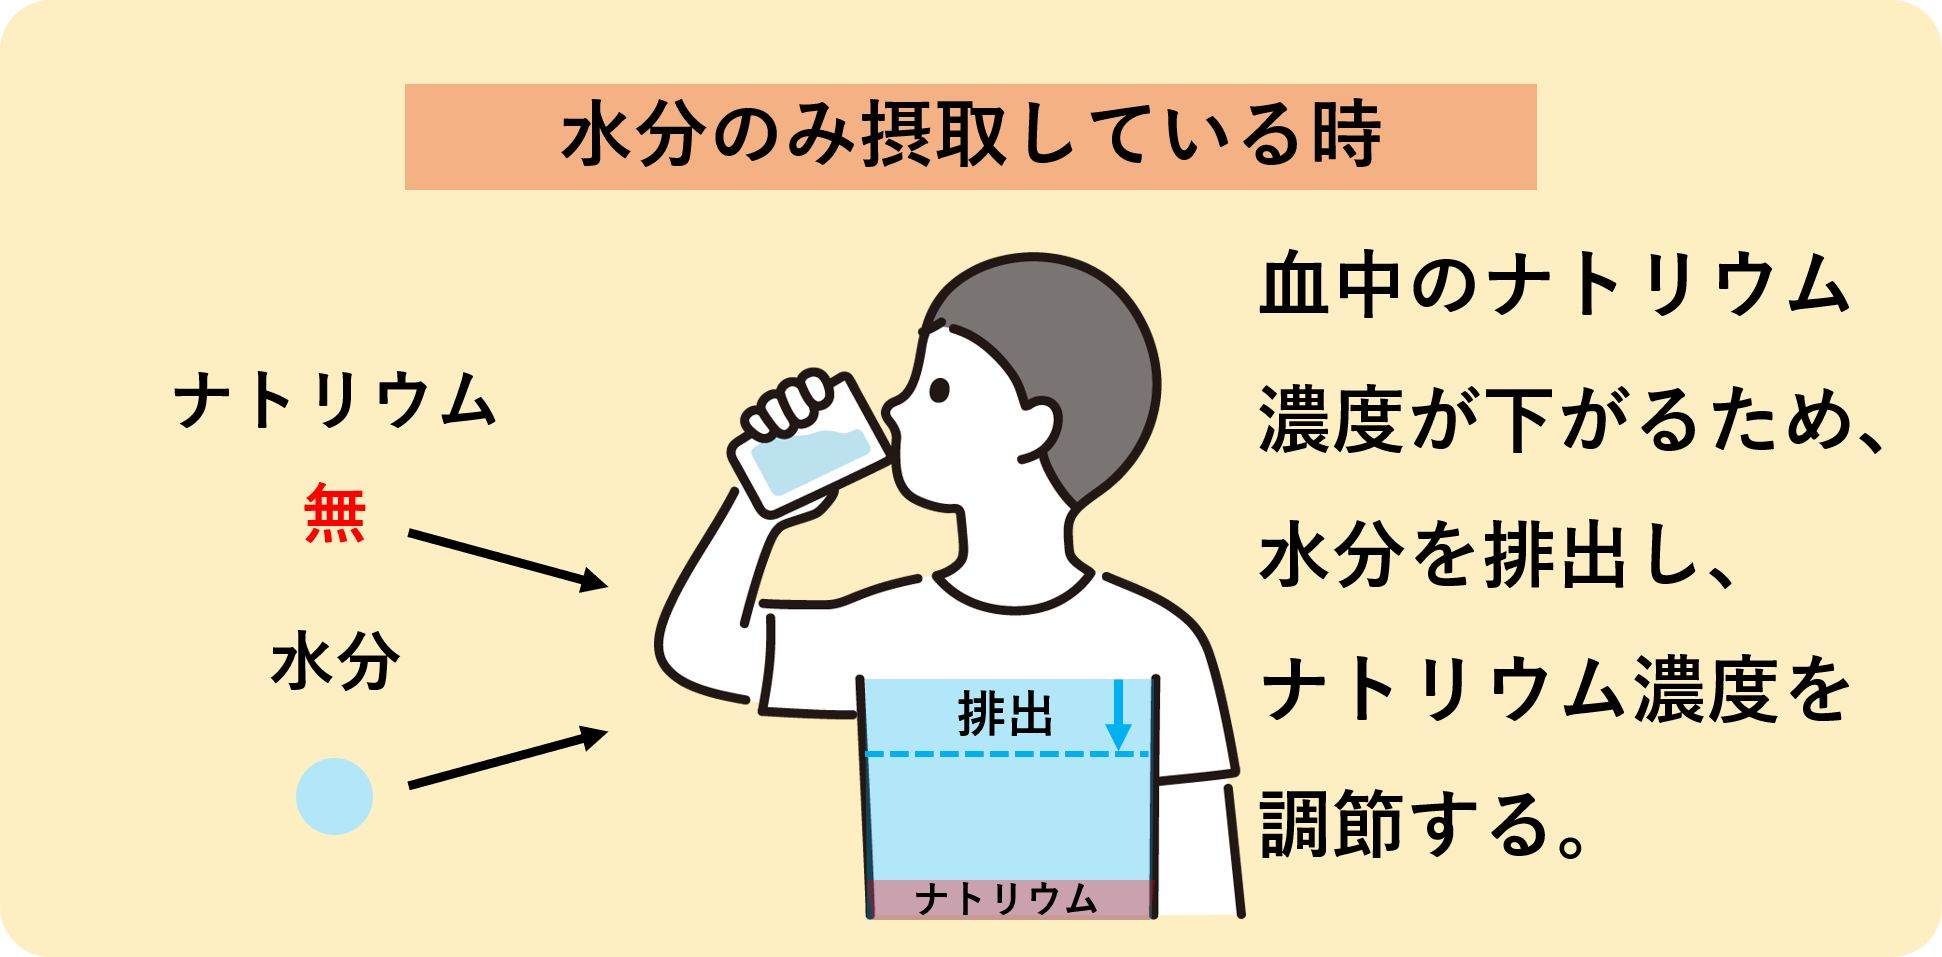 水分のみ摂取している時
ナトリウム
無
水分
排出
ナトリウム
血中のナトリウム
濃度が下がるため、
水分を排出し、
ナトリウム濃度を
調節する。